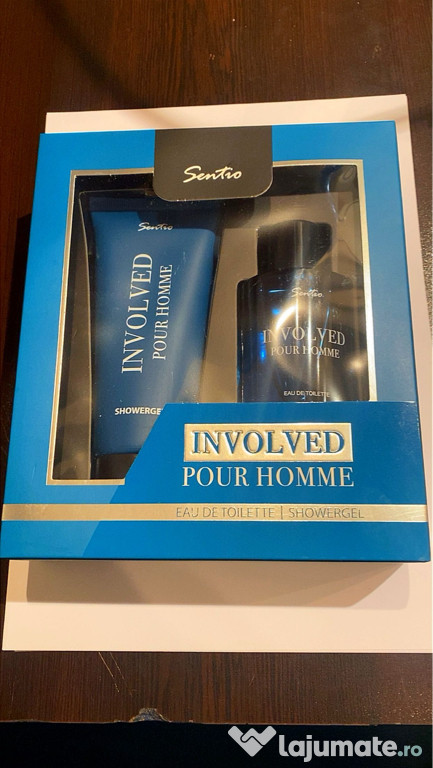 Sentio
Sentio
INVOLVED
POUR HOMME
SHOWERGEL
Sentio
INVOLVED
POUR HOMME
EAU DE TOILETTE
INVOLVED
POUR HOMME
EAU DE TOILETTE | SHOWERGEL
lajumate.ro